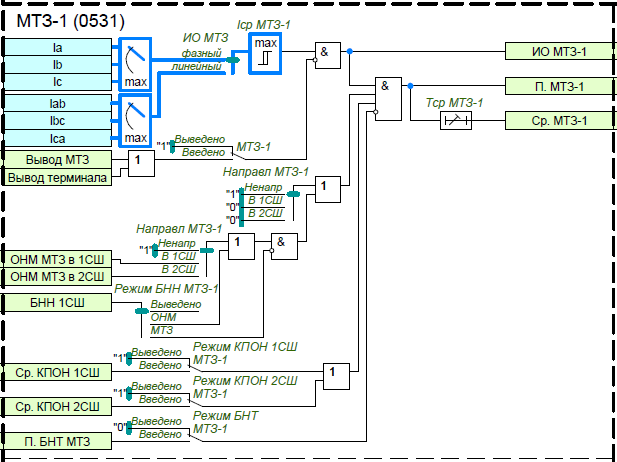 МТЗ-1 (0531)
Ia
Ib
Ic
max
ИО МТЗ
фазный
линейный
Iср МТЗ-1
max
&
ИО МТЗ-1
Iab
Ibc
Ica
max
&
П. МТЗ-1
Тср МТЗ-1
Ср. МТЗ-1
Вывод МТЗ
Вывод терминала
1
"1"
Выведено
Введено
МТЗ-1
Направл МТЗ-1
"1"
Ненапр
"0"
В 1СШ
"0"
В 2СШ
1
Направл МТЗ-1
"1"
Ненапр
В 1СШ
В 2СШ
1
&
ОНМ МТЗ в 1СШ
ОНМ МТЗ в 2СШ
Режим БНН МТЗ-1
БНН 1СШ
Выведено
ОНМ
МТЗ
Режим КПОН 1СШ
МТЗ-1
"1"
Выведено
Введено
Ср. КПОН 1СШ
1
Режим КПОН 2СШ
МТЗ-1
"1"
Выведено
Введено
Ср. КПОН 2СШ
Режим БНТ
МТЗ-1
"0"
Выведено
Введено
П. БНТ МТЗ